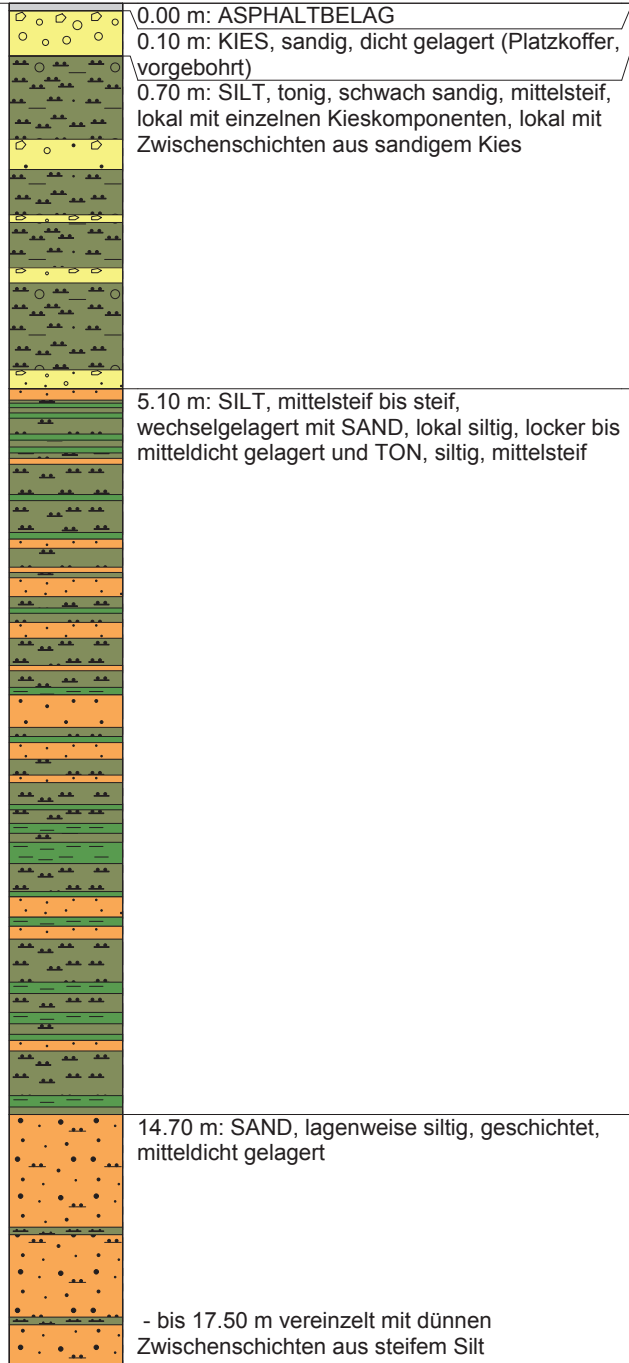 0.00 m: ASPHALTBELAG
0.10 m: KIES, sandig, dicht gelagert (Platzkoffer,
vorgebohrt)
0.70 m: SILT, tonig, schwach sandig, mittelsteif,
lokal mit einzelnen Kieskomponenten, lokal mit
Zwischenschichten aus sandigem Kies
5.10 m: SILT, mittelsteif bis steif,
wechselgelagert mit SAND, lokal siltig, locker bis
mitteldicht gelagert und TON, siltig, mittelsteif
14.70 m: SAND, lagenweise siltig, geschichtet,
mitteldicht gelagert
- bis 17.50 m vereinzelt mit dünnen
Zwischenschichten aus steifem Silt